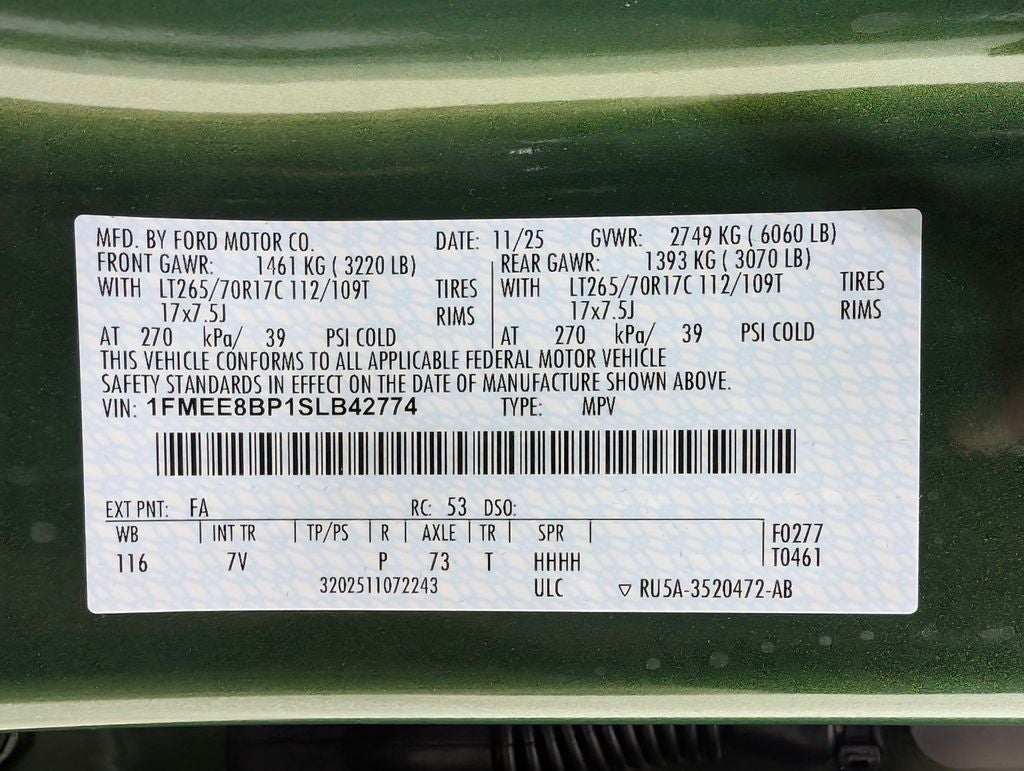 MFD. BY FORD MOTOR CO. DATE: 11/25 GVWR: 2749 KG ( 6060 LB)
FRONT GAWR: 1461 KG ( 3220 LB) REAR GAWR: 1393 KG ( 3070 LB)
WITH LT265/70R17C 112/109T TIRES WITH LT265/70R17C 112/109T TIRES
17x7.5J RIMS 17x7.5J RIMS
AT 270 kPa/ 39 PSI COLD AT 270 kPa/ 39 PSI COLD
THIS VEHICLE CONFORMS TO ALL APPLICABLE FEDERAL MOTOR VEHICLE
SAFETY STANDARDS IN EFFECT ON THE DATE OF MANUFACTURE SHOWN ABOVE.
VIN: 1FMEE8BP1SLB42774 TYPE: MPV
EXT PNT: FA RC: 53 DSO:
WB INT TR TP/PS R AXLE TR SPR F0277
116 7V P 73 T HHHH T0461
3202511072243 ULC ▽ RU5A-3520472-AB